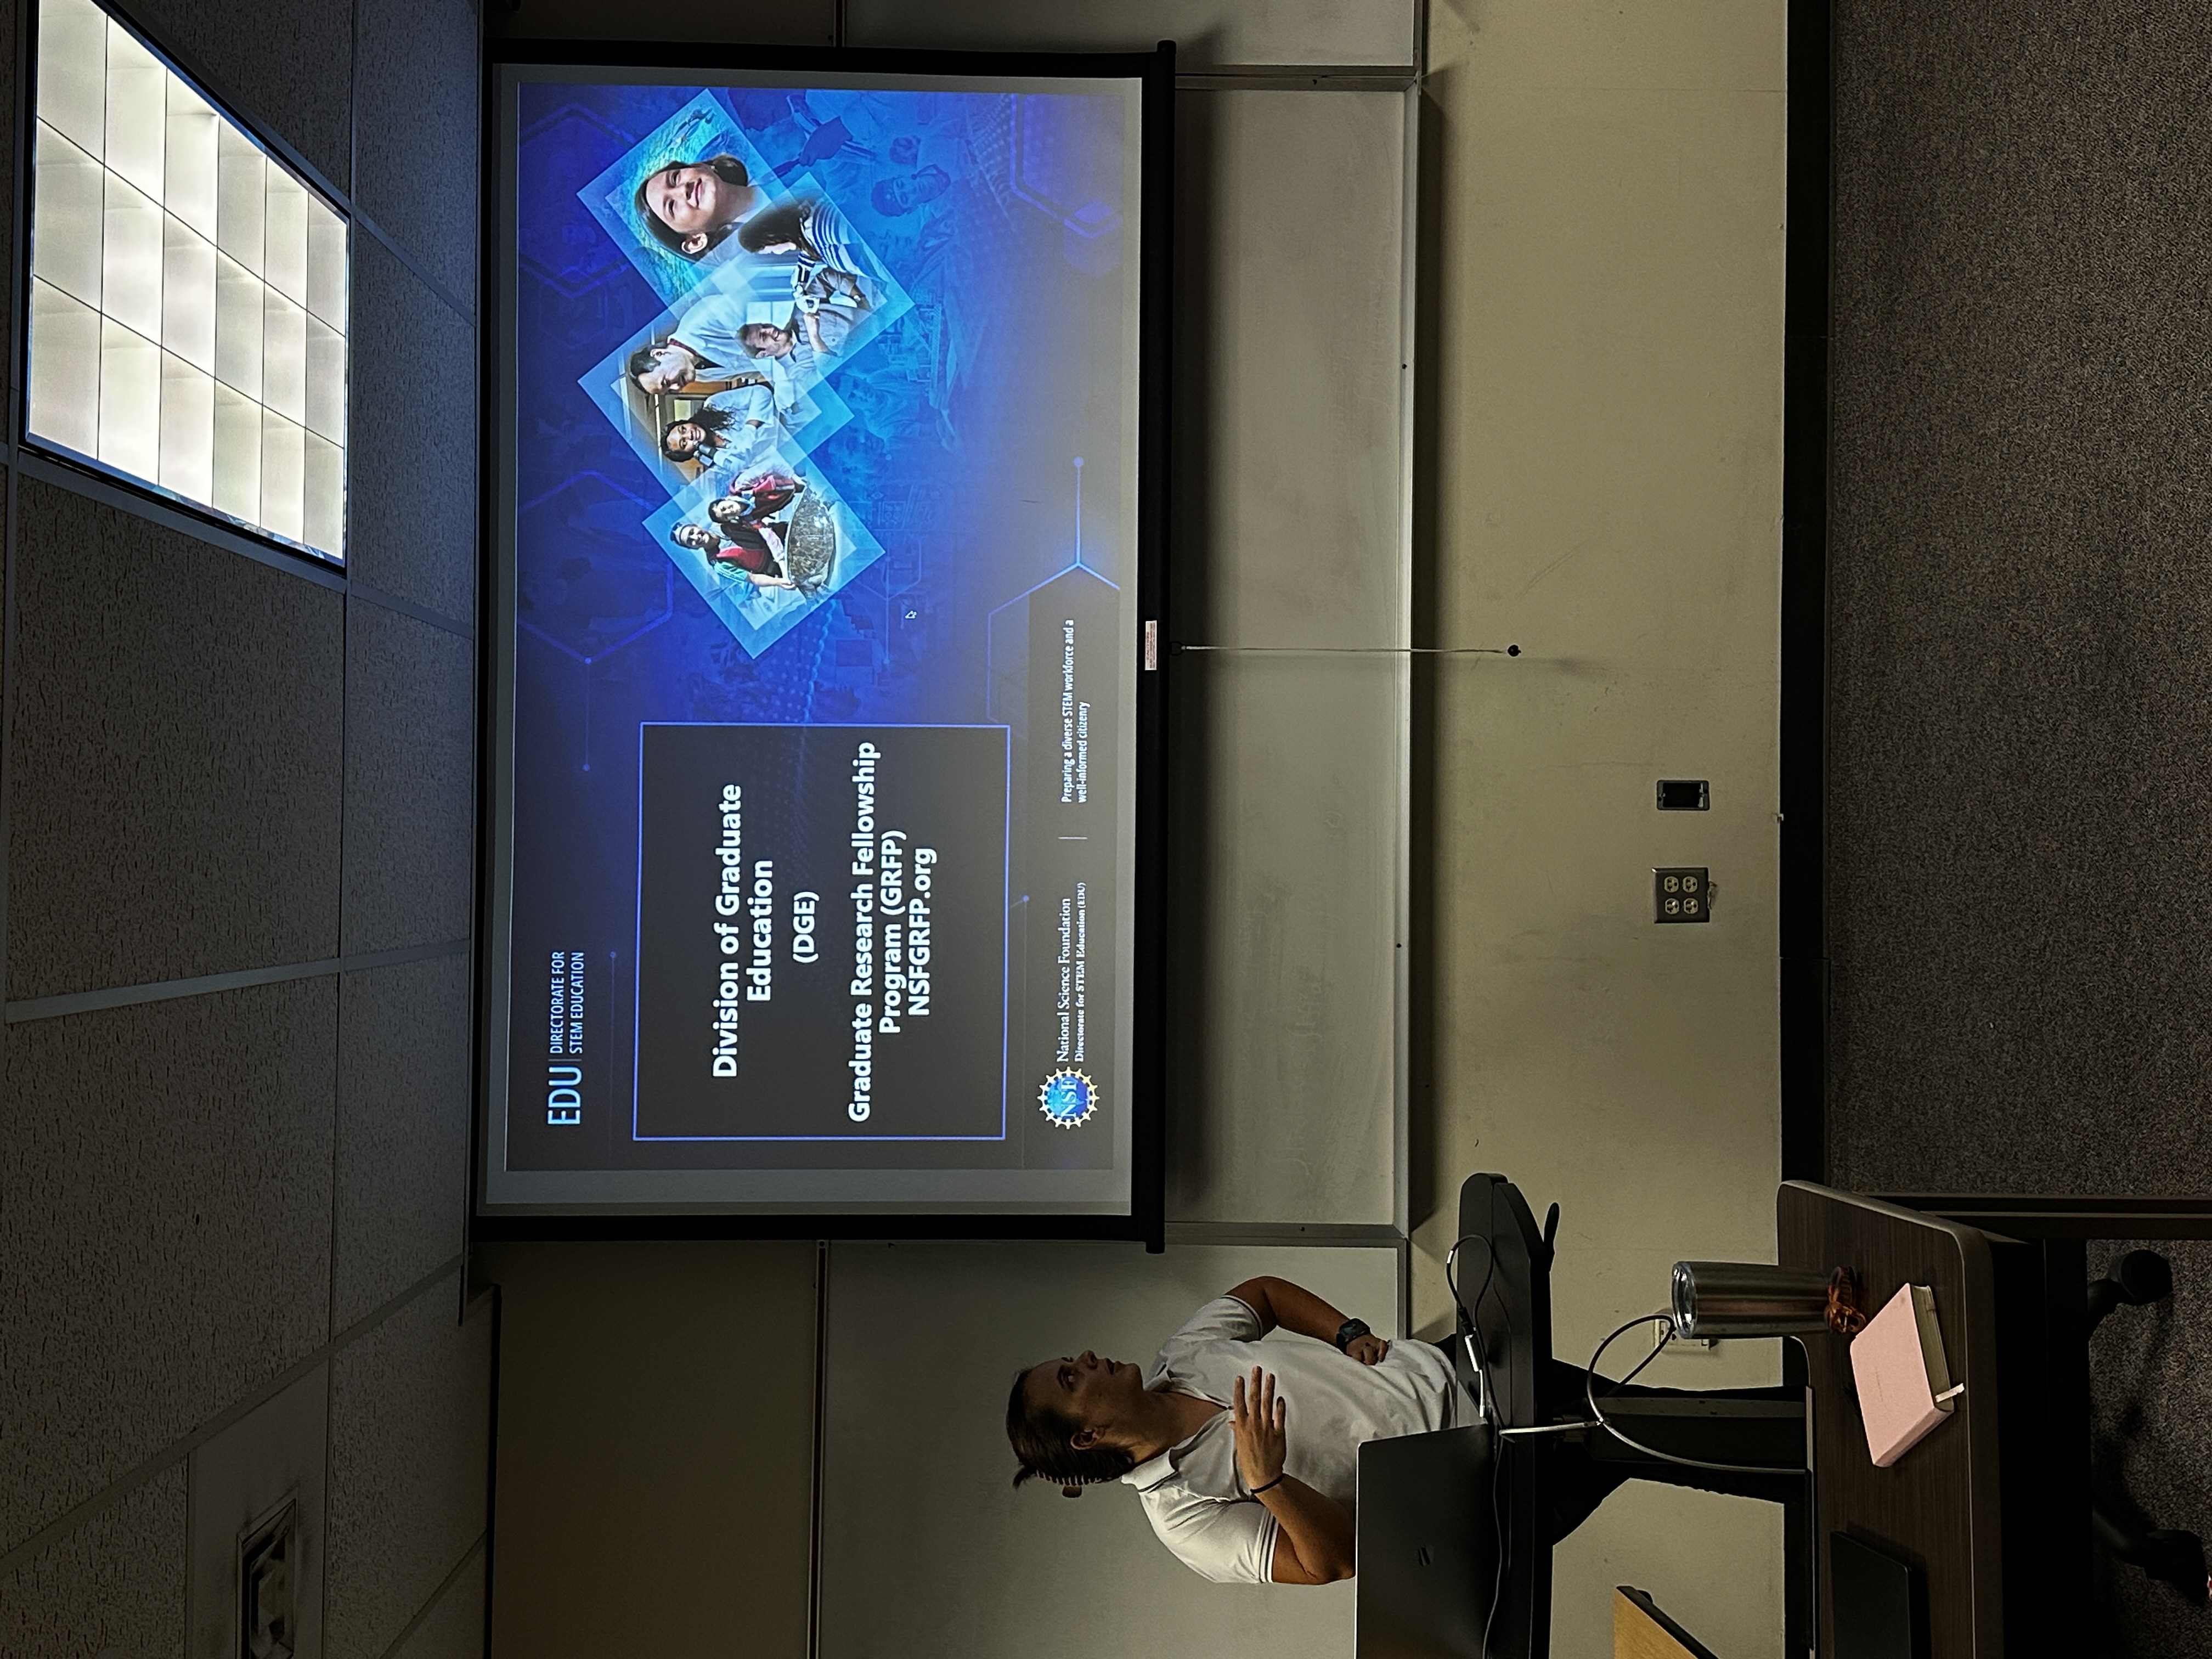 EDU
DIRECTORATE FOR
STEM EDUCATION
Division of Graduate
Education
(DGE)
Graduate Research Fellowship
Program (GRFP)
NSFGRFP.org
NSF
National Science Foundation
Directorate for STEM Education (EDU)
Preparing a diverse STEM workforce and a
well-informed citizenry